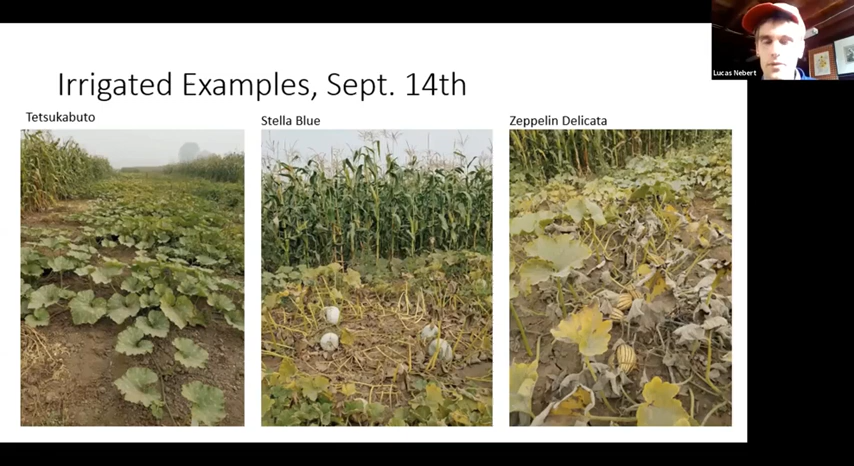 Lucas Nebert
Irrigated Examples, Sept. 14th
Tetsukabuto
Stella Blue
Zeppelin Delicata